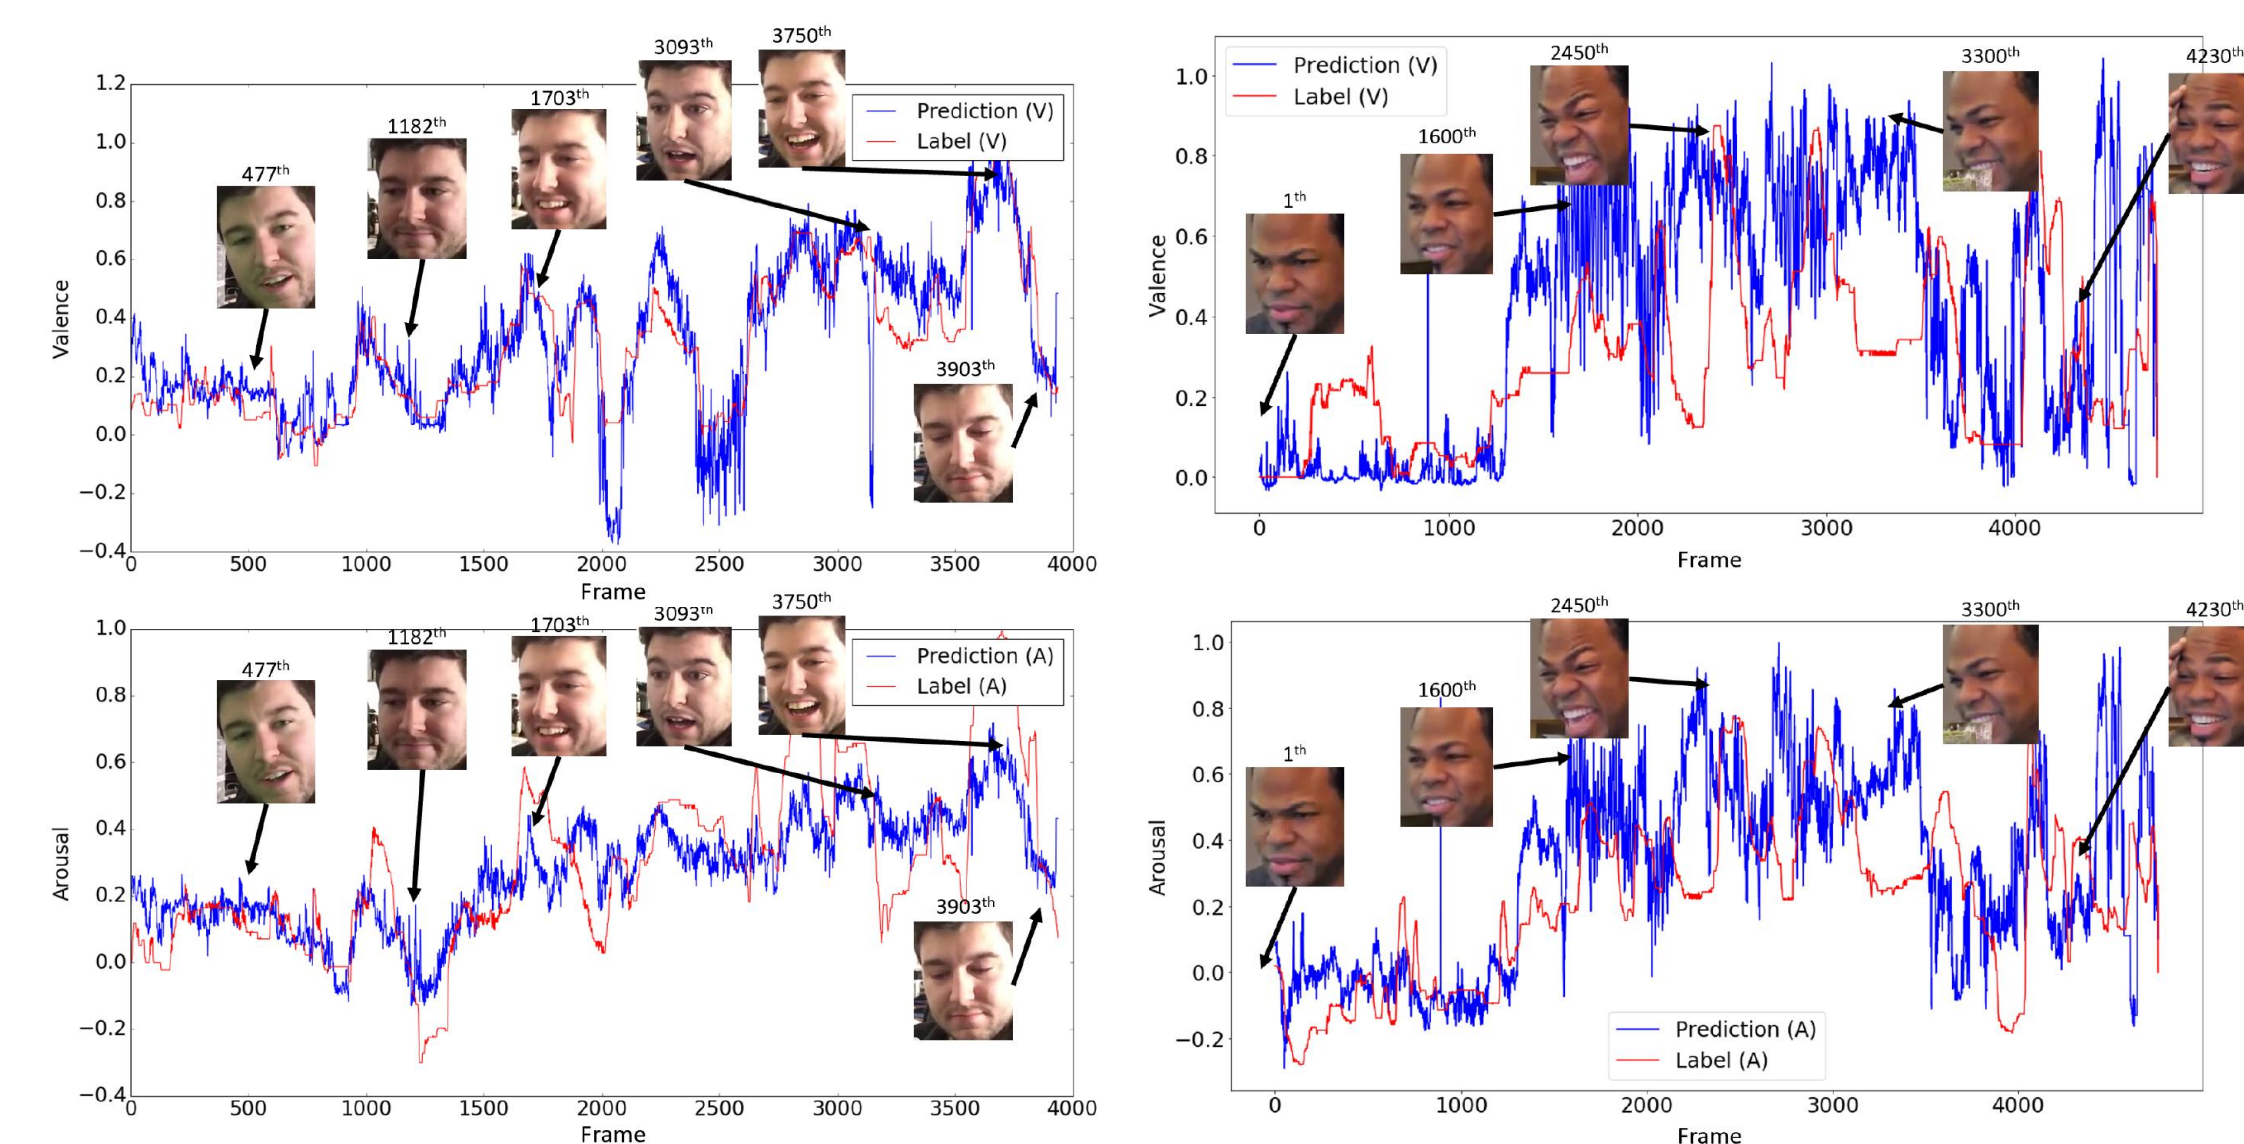 477th
1182th
1703th
3093th
3750th
Prediction (V)
Label (V)
3903th
Valence
1.2
1.0
0.8
0.6
0.4
0.2
0.0
−0.2
−0.4
0 500 1000 1500 2000 2500 3000 3500 4000
Frame
Prediction (V)
Label (V)
1th
1600th
2450th
3300th
4230th
Valence
1.0
0.8
0.6
0.4
0.2
0.0
0 1000 2000 3000 4000
Frame
477th
1182th
1703th
3093th
3750th
Prediction (A)
Label (A)
3903th
Arousal
1.0
0.8
0.6
0.4
0.2
0.0
−0.2
−0.4
0 500 1000 1500 2000 2500 3000 3500 4000
Frame
1th
1600th
2450th
3300th
4230th
Arousal
1.0
0.8
0.6
0.4
0.2
0.0
−0.2
Prediction (A)
Label (A)
0 1000 2000 3000 4000
Frame